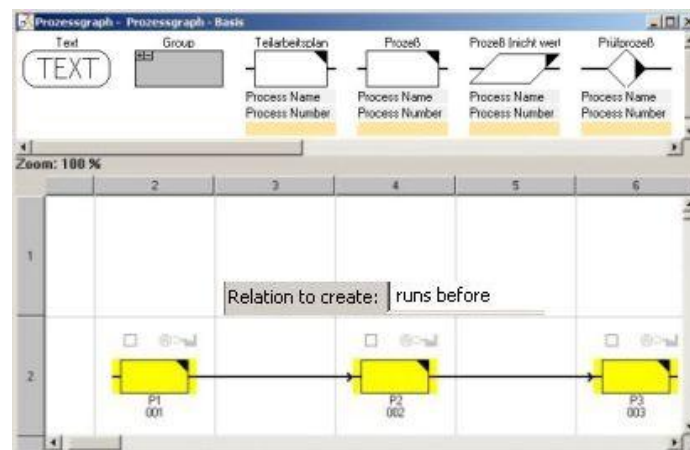 Prozessgraph - Prozessgraph - Basis
Text Group Teilarbeitsplan Prozeß Prozeß (nicht wert Prüfprozeß
TEXT
Process Name Process Name Process Name Process Name
Process Number Process Number Process Number Process Number
Zoom: 100 %
2 3 4 5 6
1
Relation to create: runs before
2
P1 P2 P3
001 002 003